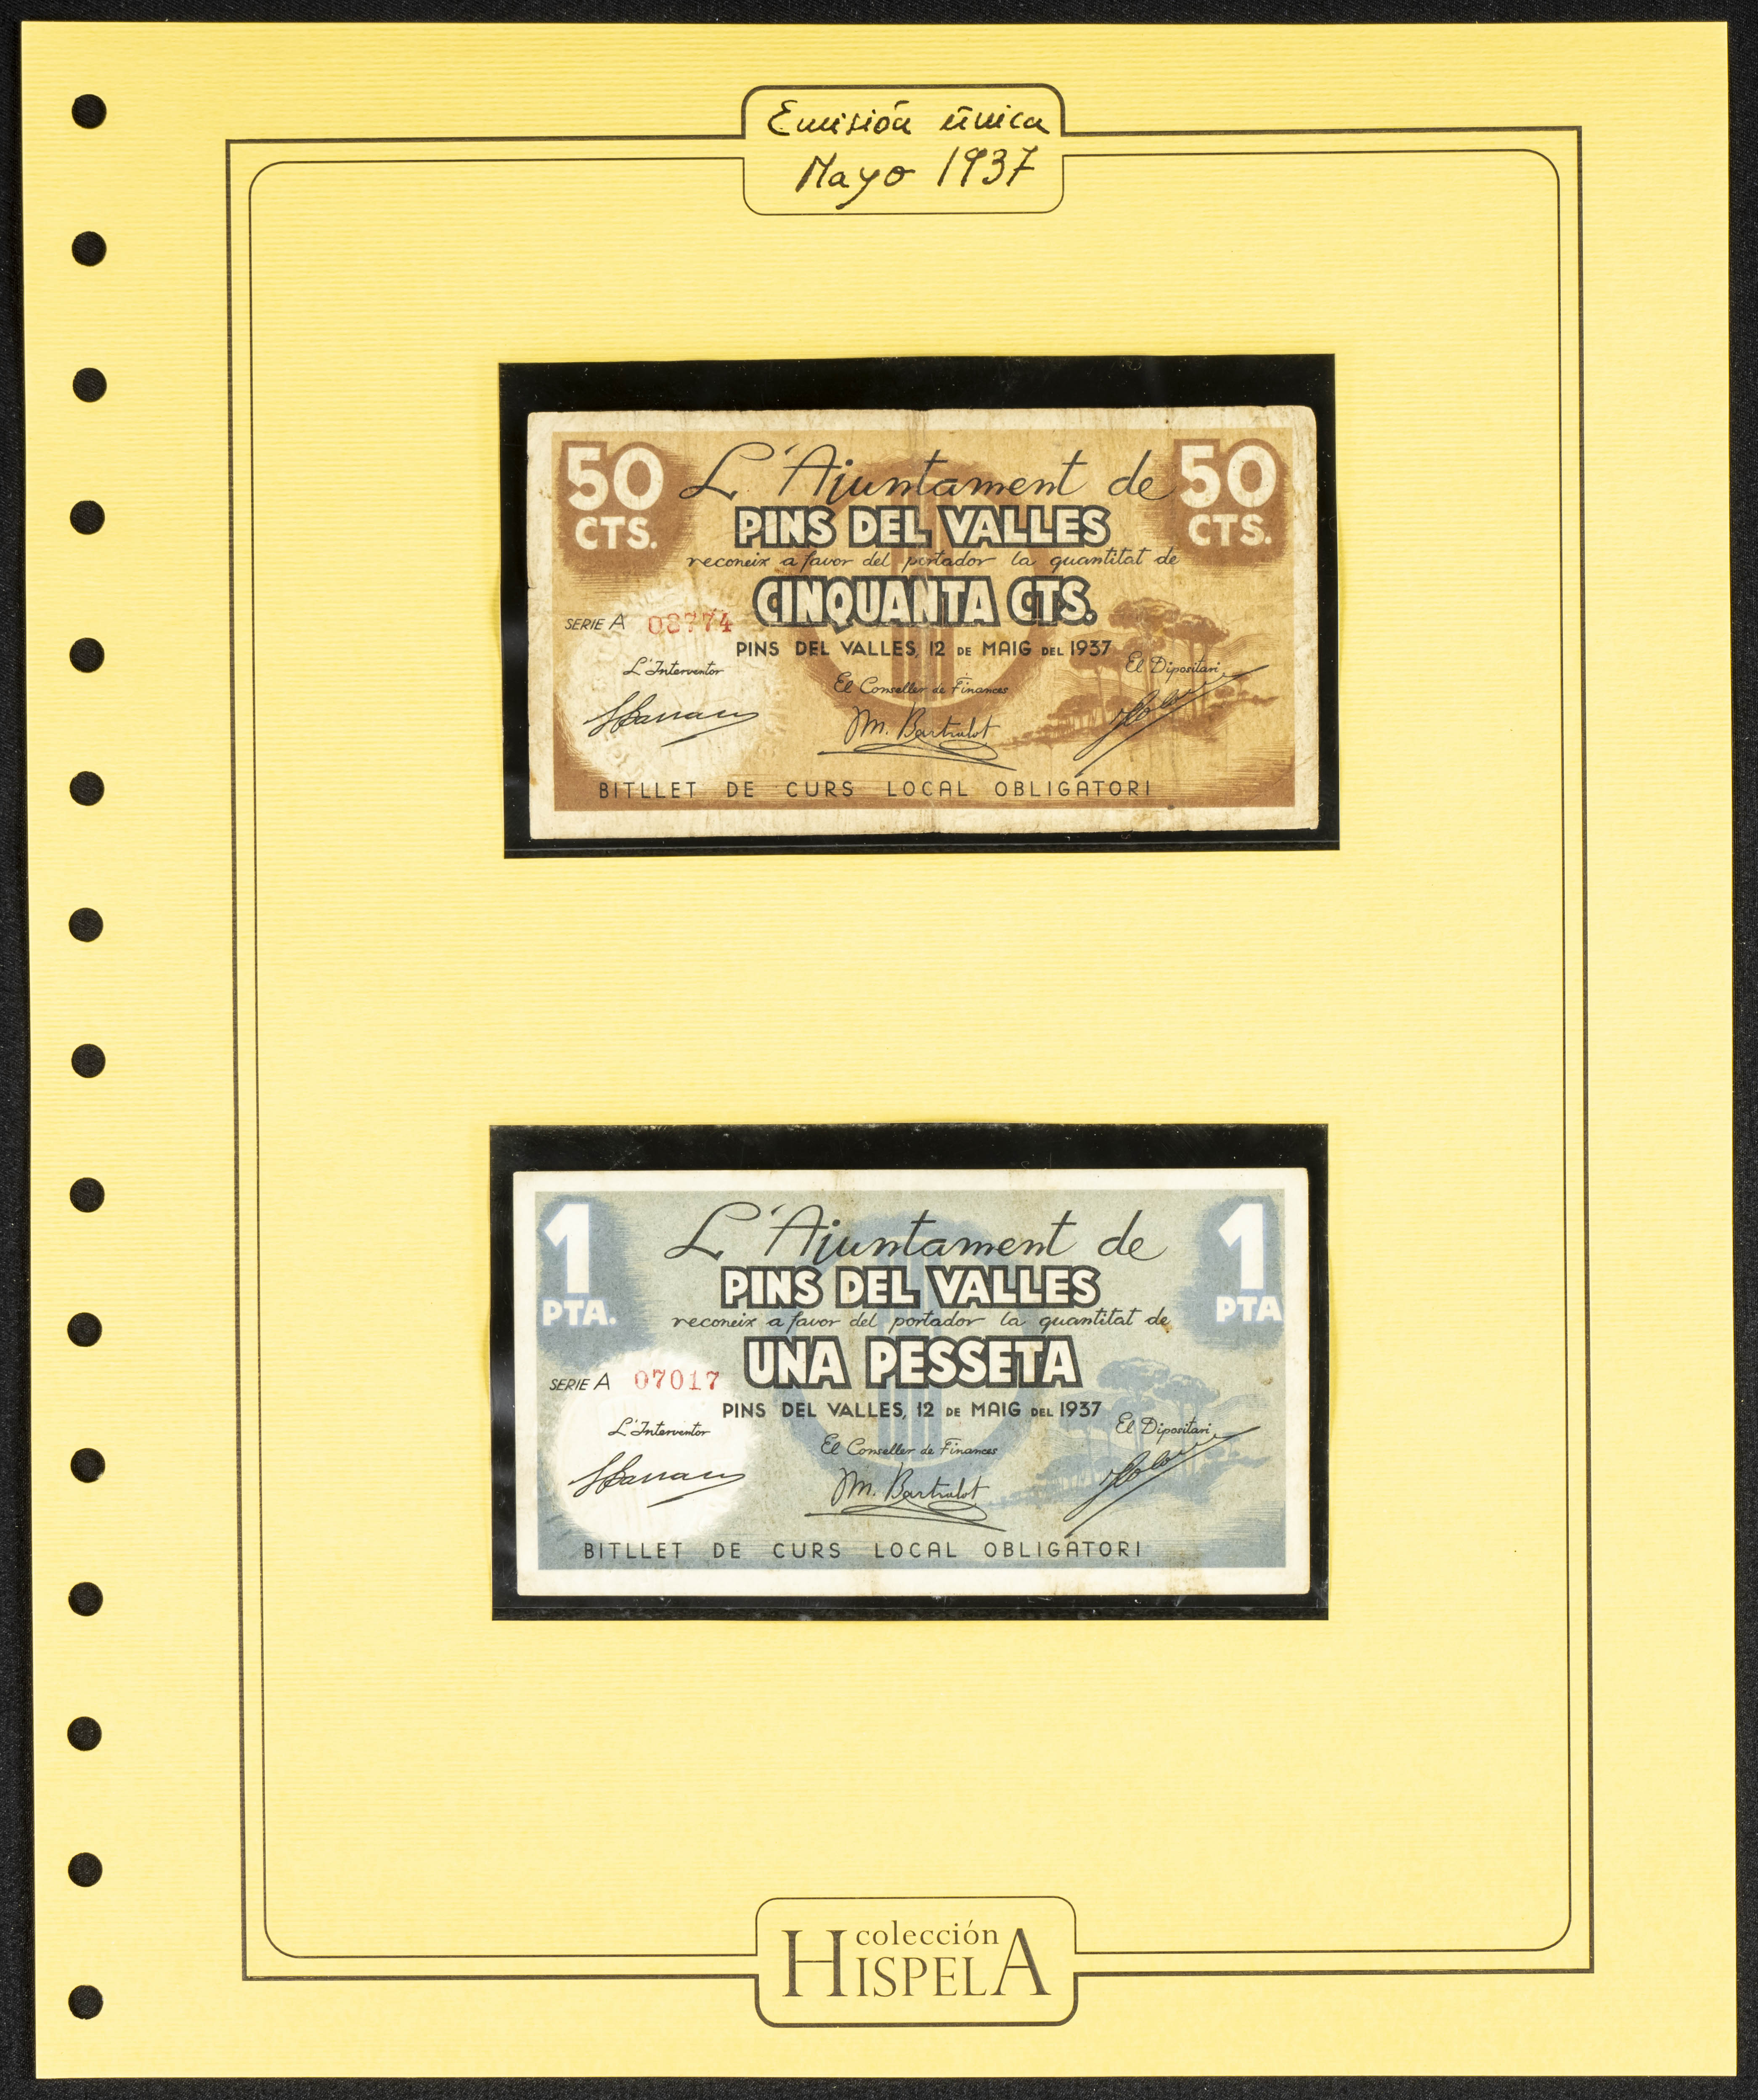 Emisión única
Mayo 1937
50 CTS. L'Ajuntament de 50 CTS.
PINS DEL VALLES
reconeix a favor del portador la quantitat de
CINQUANTA CTS.
SERIE A 08774
PINS DEL VALLES, 12 DE MAIG DEL 1937
L'Interventor El Conseller de Finances El Dipositari
M. Bartralot
BITLLET DE CURS LOCAL OBLIGATORI
1 PTA. L'Ajuntament de 1 PTA
PINS DEL VALLES
reconeix a favor del portador la quantitat de
UNA PESSETA
SERIE A 07017
PINS DEL VALLES, 12 DE MAIG DEL 1937
L'Interventor El Conseller de Finances El Dipositari
M. Bartralot
BITLLET DE CURS LOCAL OBLIGATORI
colección
HISPELA